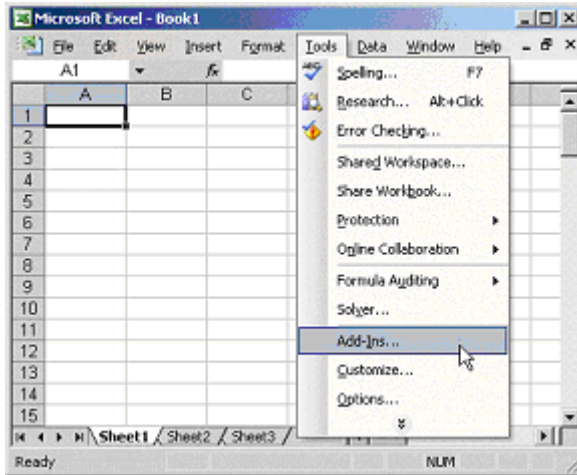 Microsoft Excel - Book1
File Edit View Insert Format Tools Data Window Help
A1 fx
A B C
Spelling... F7
Research... Alt+Click
Error Checking...
Shared Workspace...
Share Workbook...
Protection
Online Collaboration
Formula Auditing
Solver...
Add-Ins...
Customize...
Options...
1
2
3
4
5
6
7
8
9
10
11
12
13
14
15
Sheet1 Sheet2 Sheet3
Ready NUM